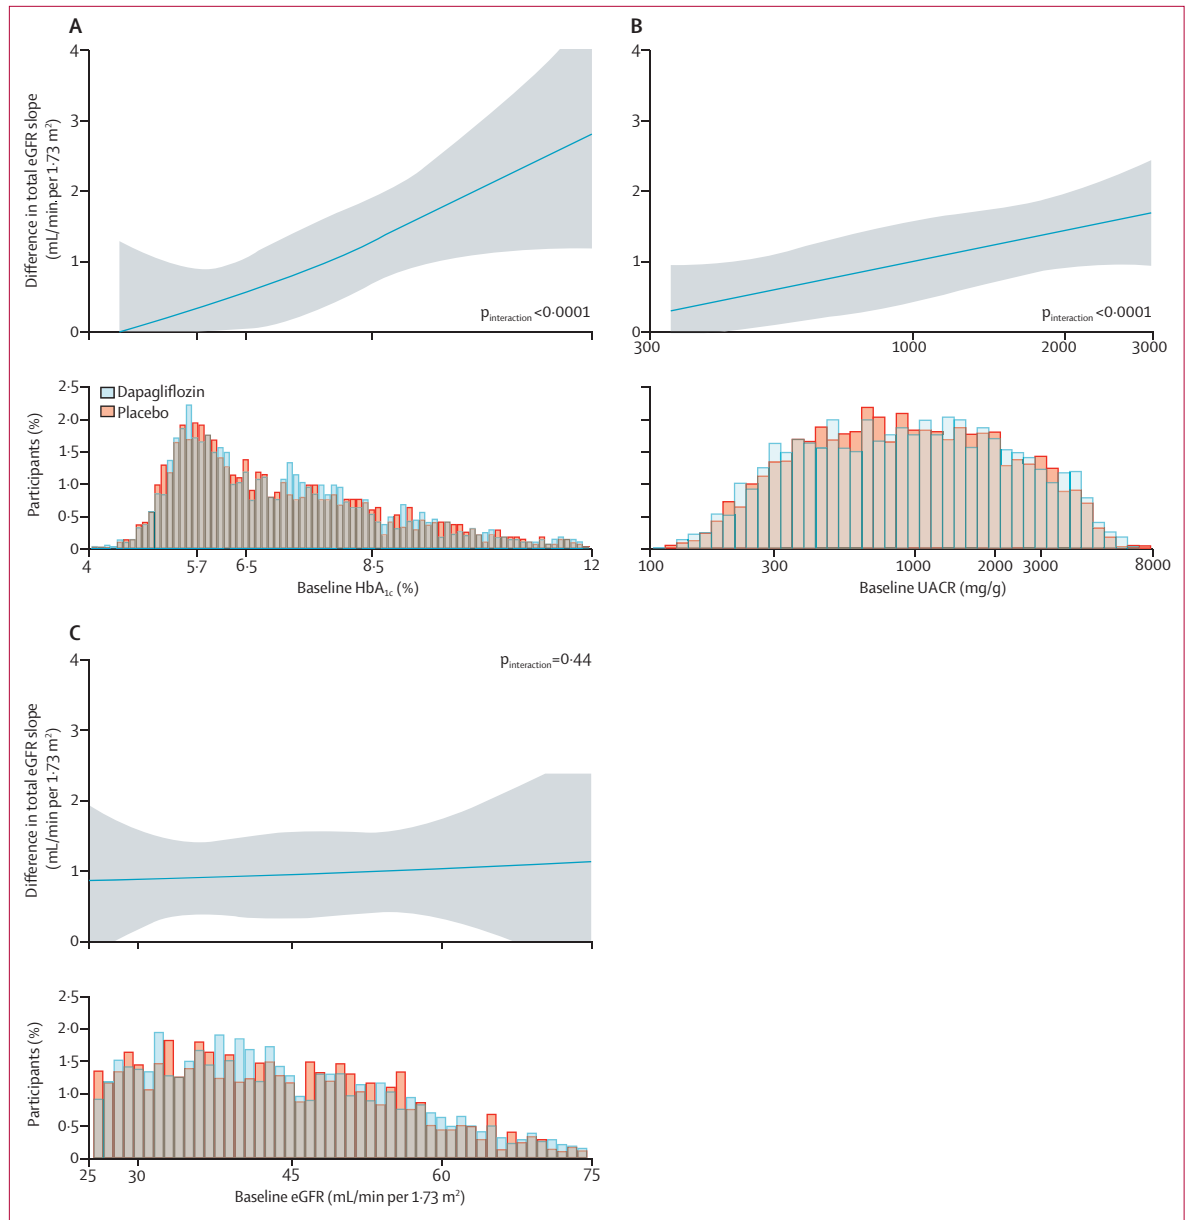 A
4
3
2
1
0
Difference in total eGFR slope
(mL/min.per 1·73 m²)
pinteraction<0·0001
2·5
2·0
1·5
1·0
0·5
0
Participants (%)
Dapagliflozin
Placebo
4 5·7 6·5 8·5 12
Baseline HbA1c (%)
B
4
3
2
1
0
300 1000 2000 3000
pinteraction<0·0001
100 300 1000 2000 3000 8000
Baseline UACR (mg/g)
C
4
3
2
1
0
Difference in total eGFR slope
(mL/min per 1·73 m²)
pinteraction=0·44
2·5
2·0
1·5
1·0
0·5
0
Participants (%)
25 30 45 60 75
Baseline eGFR (mL/min per 1·73 m²)